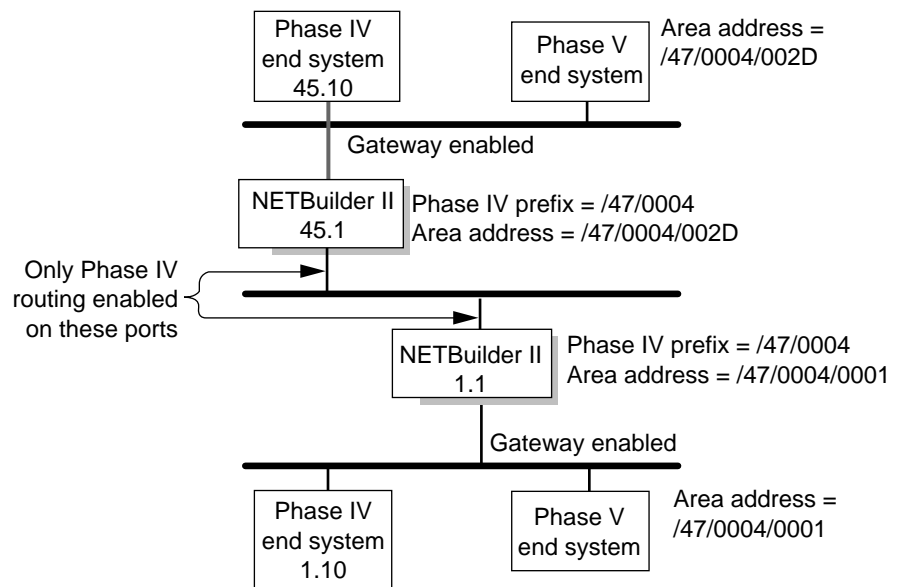 Phase IV
end system
45.10
Phase V
end system
Area address =
/47/0004/002D
Gateway enabled
NETBuilder II
45.1
Phase IV prefix = /47/0004
Area address = /47/0004/002D
Only Phase IV
routing enabled
on these ports
NETBuilder II
1.1
Phase IV prefix = /47/0004
Area address = /47/0004/0001
Gateway enabled
Phase IV
end system
1.10
Phase V
end system
Area address =
/47/0004/0001